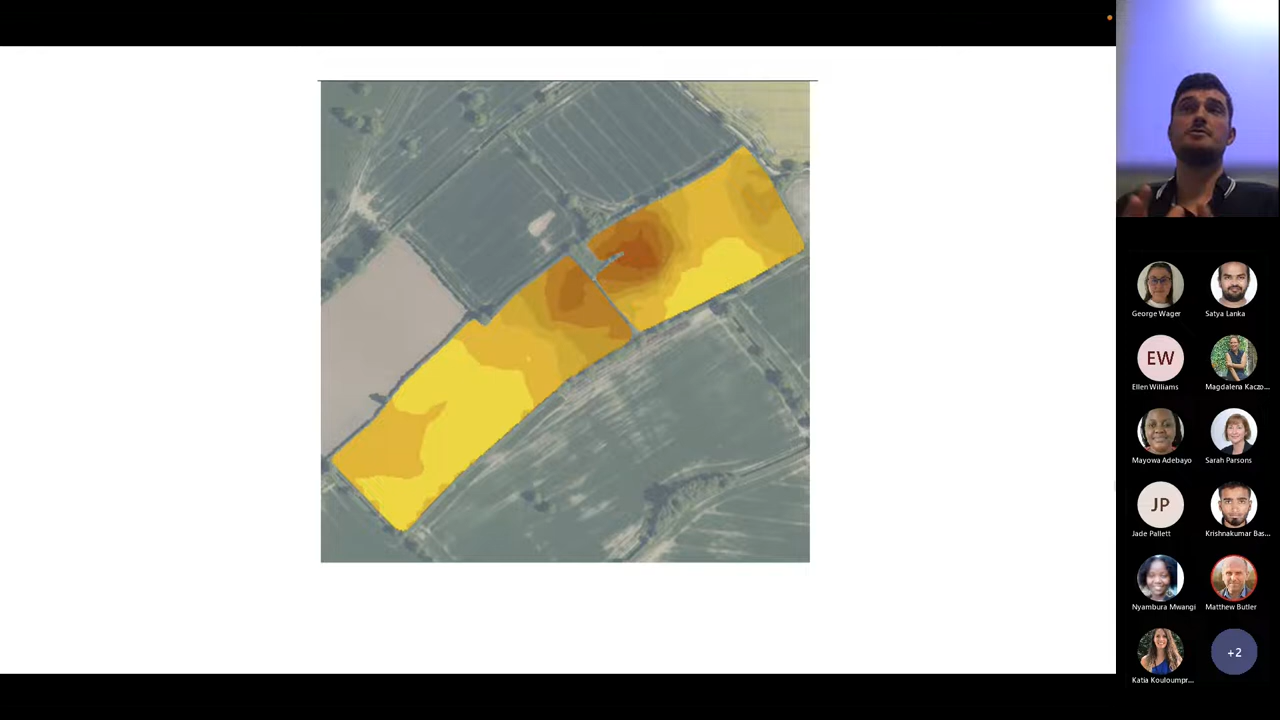 George Wager
Satya Lanka
EW
Ellen Williams
Magdalena Kaczo...
Mayowa Adebayo
Sarah Parsons
JP
Jade Pallett
Krishnakumar Bas...
Nyambura Mwangi
Matthew Butler
Katia Kouloumpr...
+2